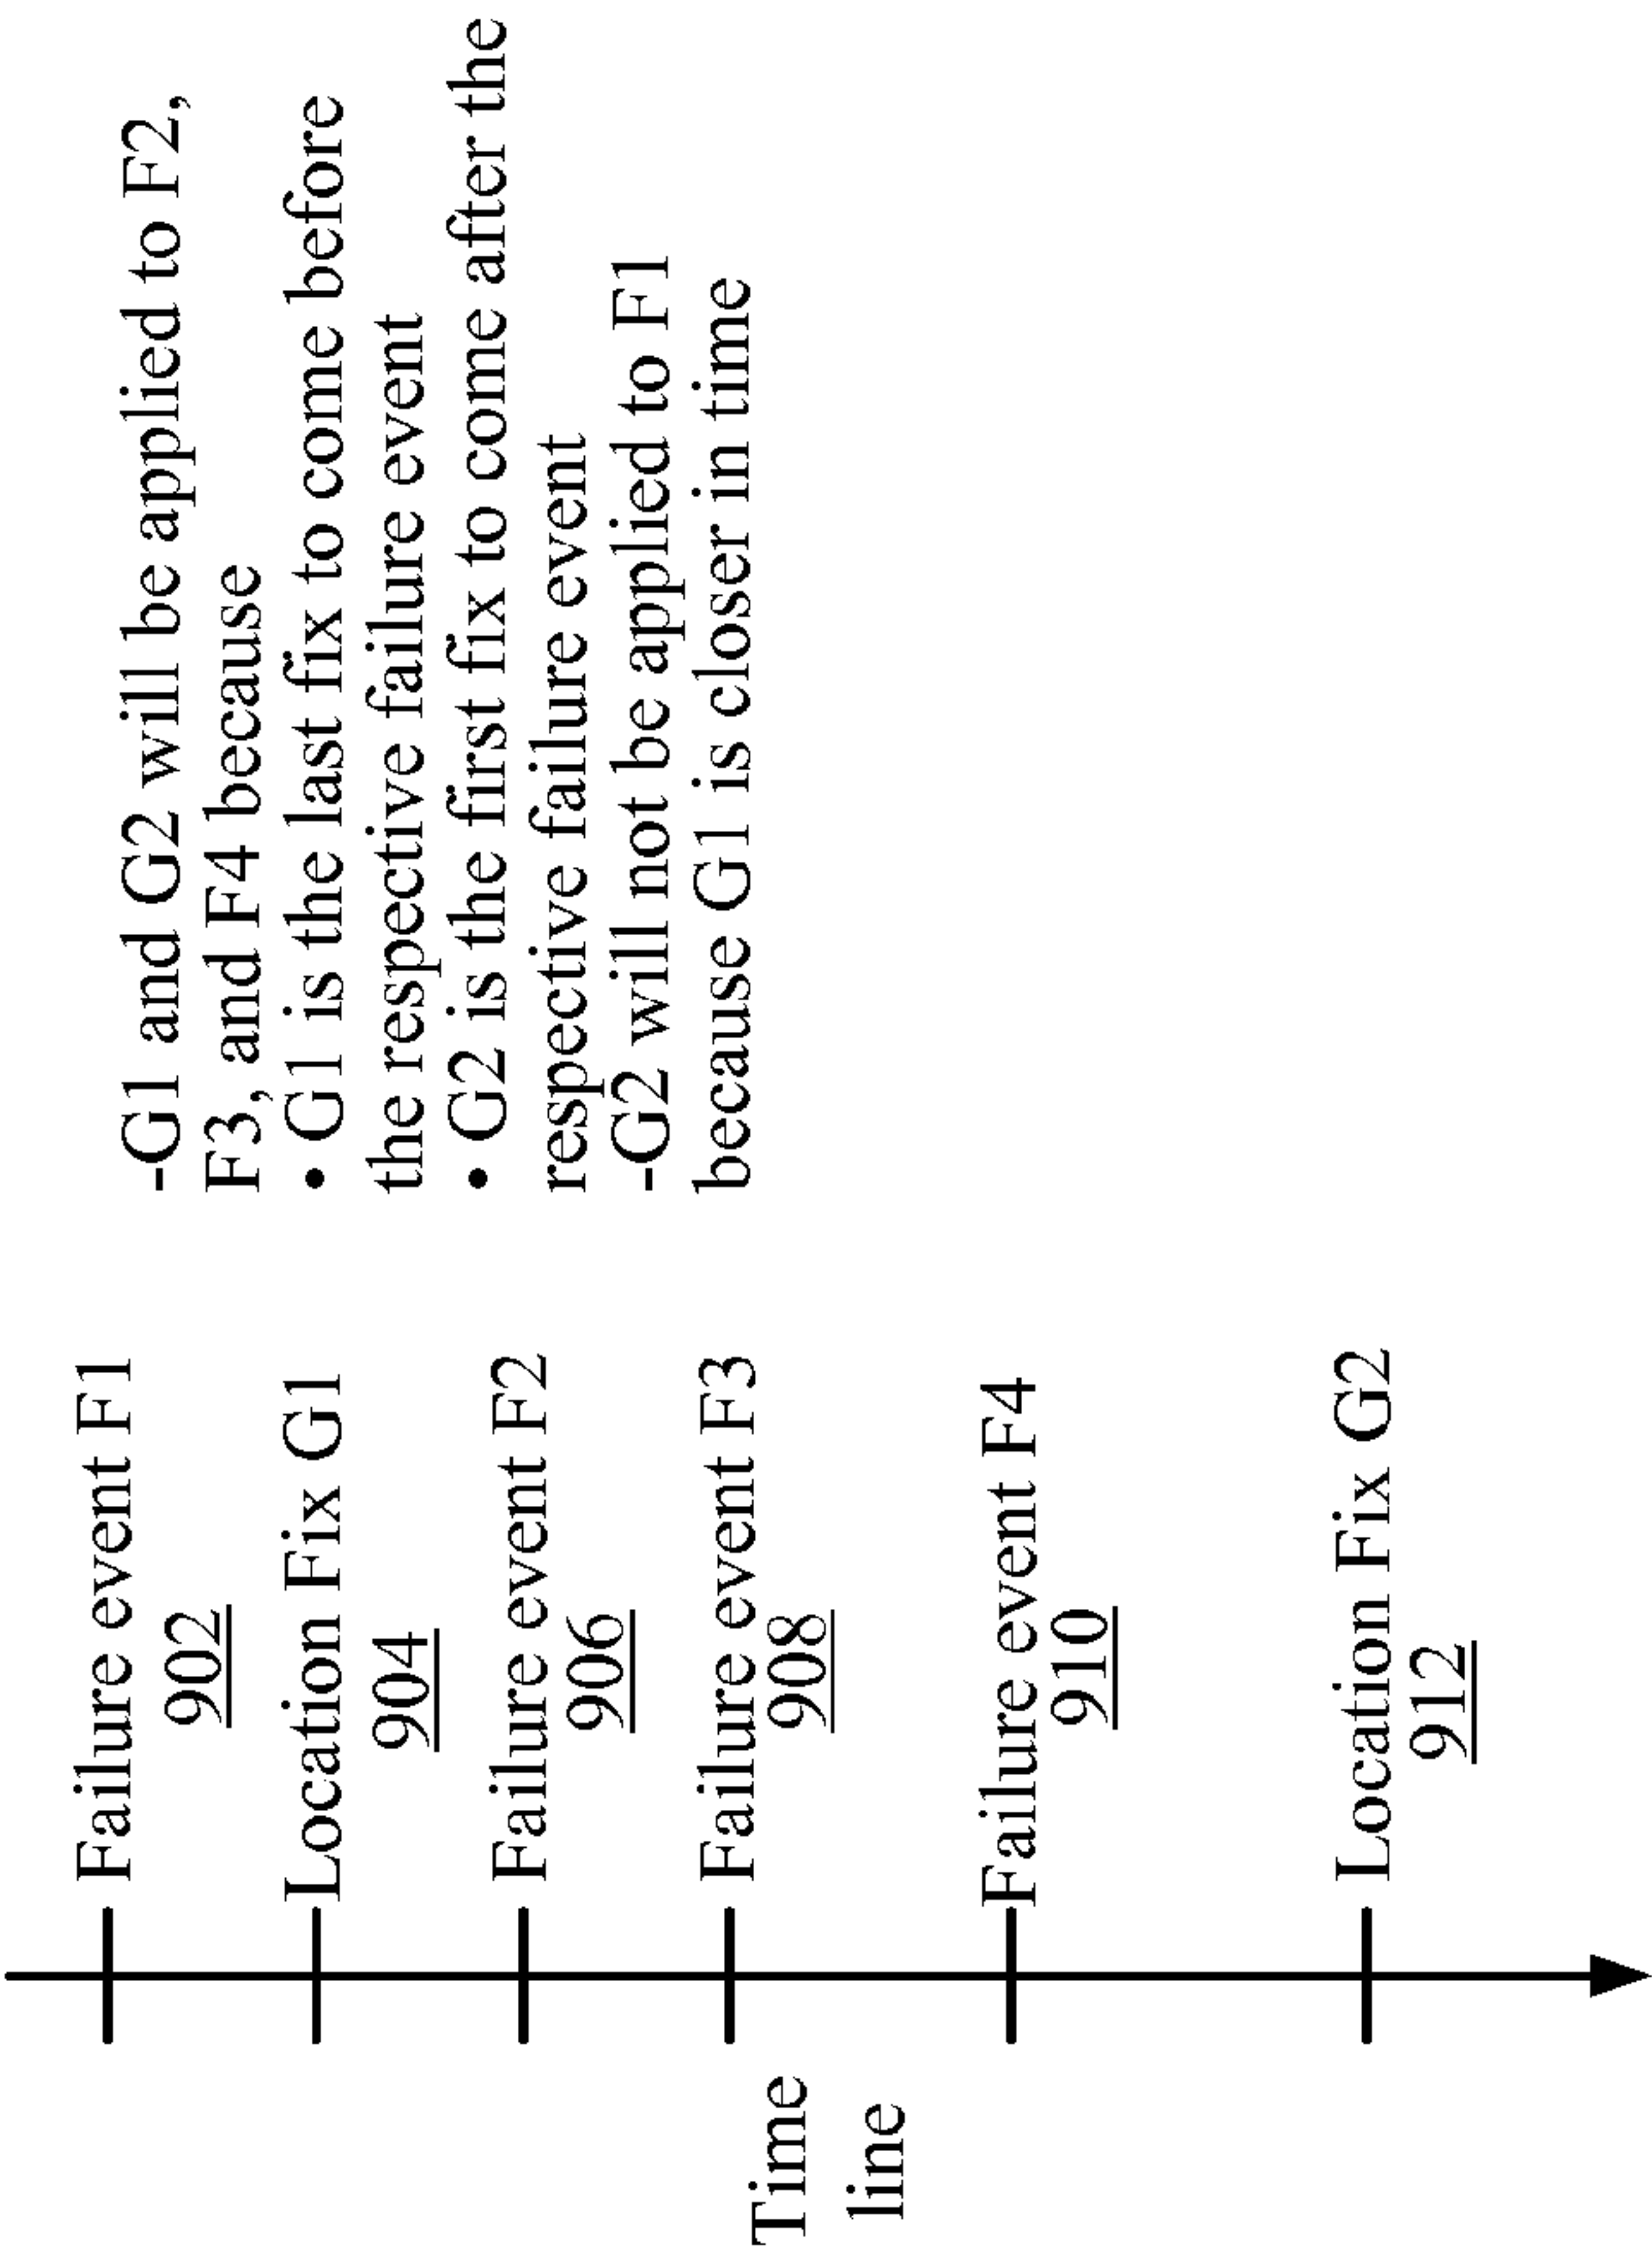 Time
line
Failure event F1
902
Location Fix G1
904
Failure event F2
906
Failure event F3
908
Failure event F4
910
Location Fix G2
912
-G1 and G2 will be applied to F2,
F3, and F4 because
• G1 is the last fix to come before
the respective failure event
• G2 is the first fix to come after the
respective failure event
-G2 will not be applied to F1
because G1 is closer in time